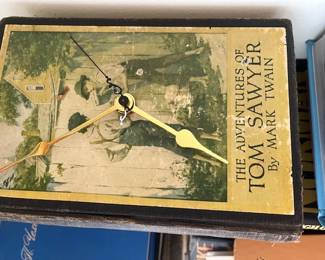 THE ADVENTURES OF
TOM SAWYER
By MARK TWAIN